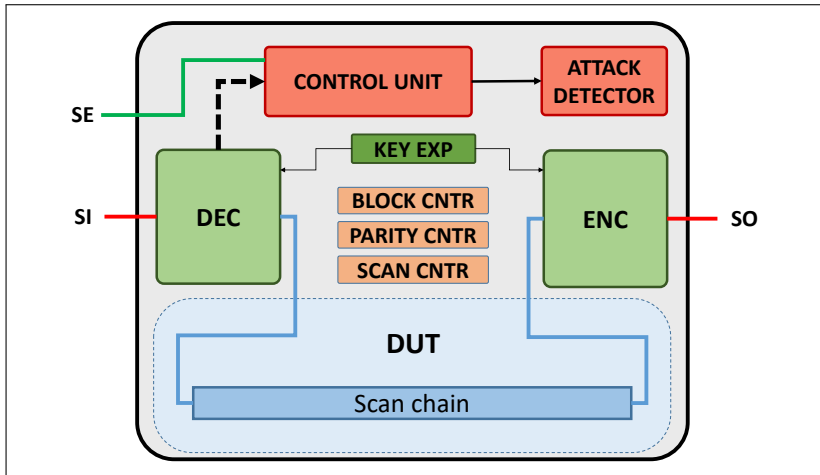 CONTROL UNIT
ATTACK
DETECTOR
SE
KEY EXP
SI
DEC
BLOCK CNTR
PARITY CNTR
SCAN CNTR
ENC
SO
DUT
Scan chain